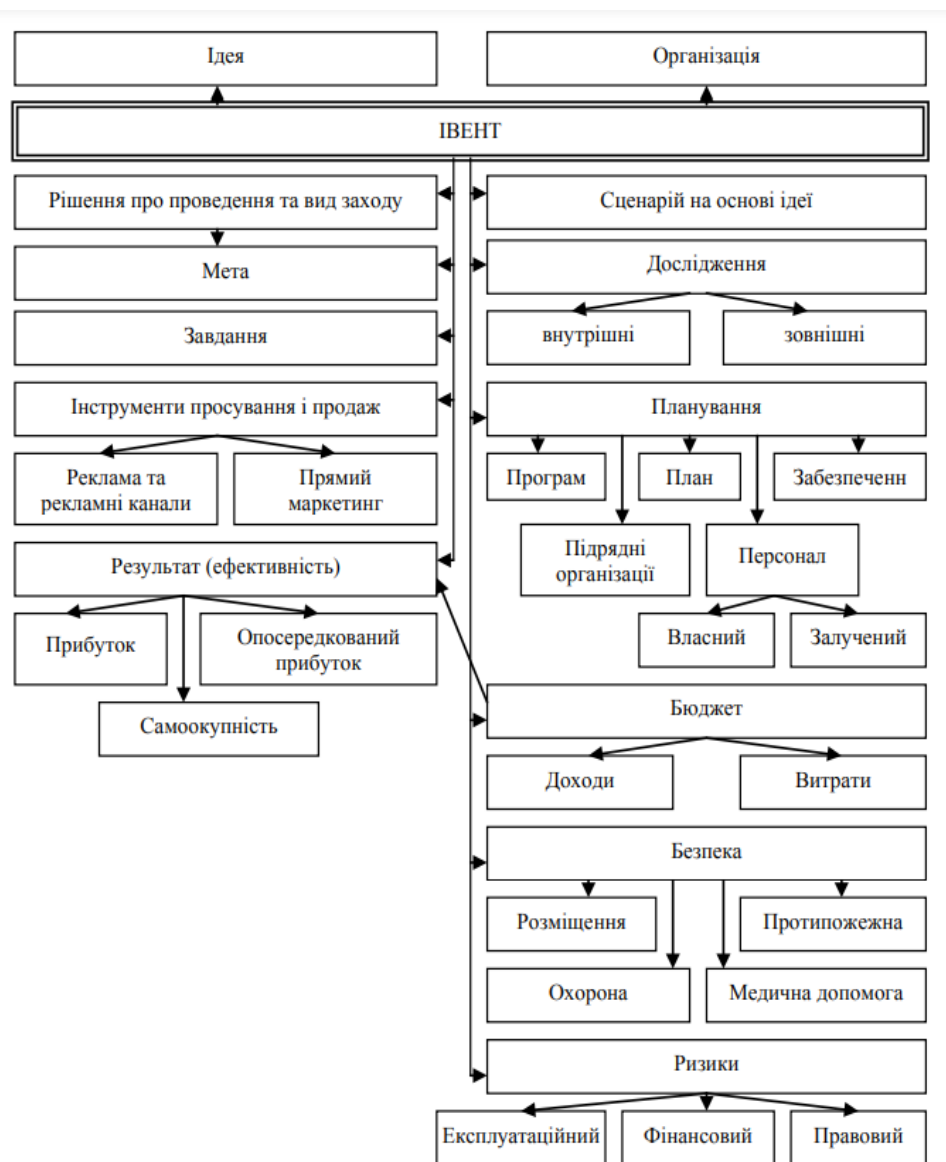 Ідея
Організація
ІВЕНТ
Рішення про проведення та вид заходу
Сценарій на основі ідеї
Мета
Дослідження
Завдання
внутрішні
зовнішні
Інструменти просування і продаж
Планування
Реклама та
рекламні канали
Прямий
маркетинг
Програм
План
Забезпеченн
Підрядні
організації
Персонал
Результат (ефективність)
Прибуток
Опосередкований
прибуток
Власний
Залучений
Самоокупність
Бюджет
Доходи
Витрати
Безпека
Розміщення
Протипожежна
Охорона
Медична допомога
Ризики
Експлуатаційний
Фінансовий
Правовий